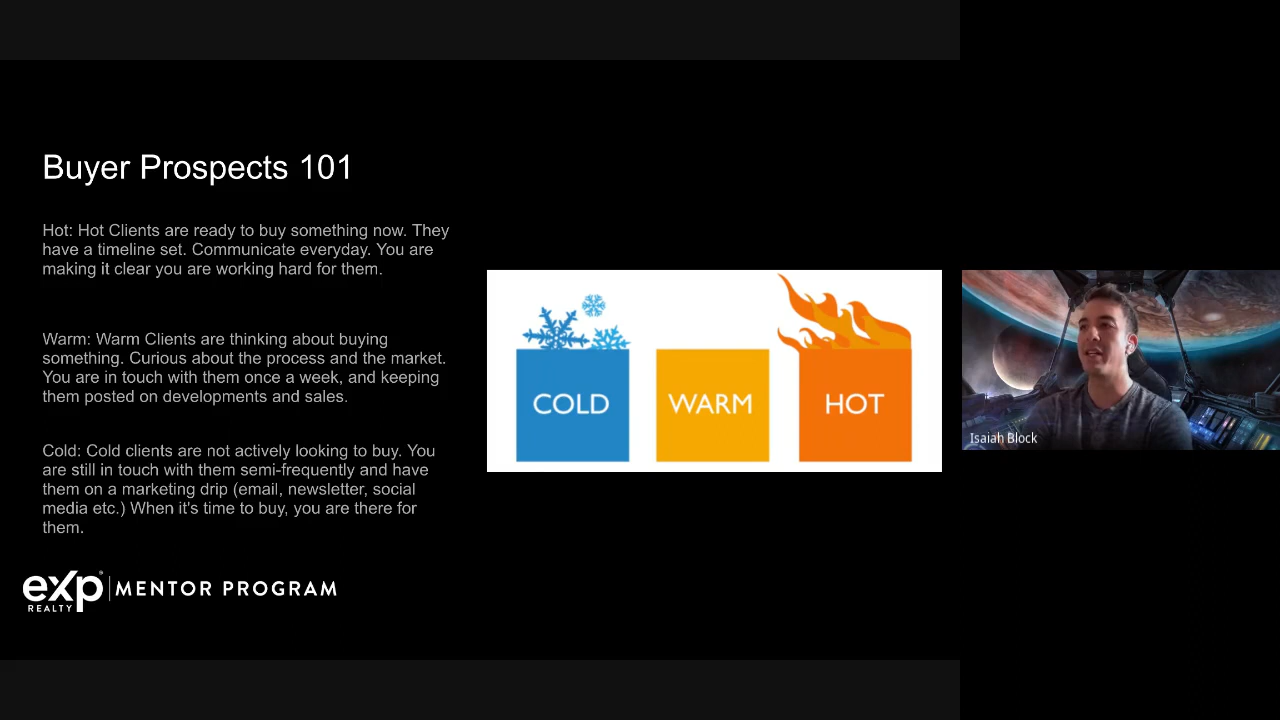 Buyer Prospects 101
Hot: Hot Clients are ready to buy something now. They
have a timeline set. Communicate everyday. You are
making it clear you are working hard for them.
Warm: Warm Clients are thinking about buying
something. Curious about the process and the market.
You are in touch with them once a week, and keeping
them posted on developments and sales.
Cold: Cold clients are not actively looking to buy. You
are still in touch with them semi-frequently and have
them on a marketing drip (email, newsletter, social
media etc.) When it's time to buy, you are there for
them.
COLD
WARM
HOT
Isaiah Block
eXp®
REALTY
MENTOR PROGRAM